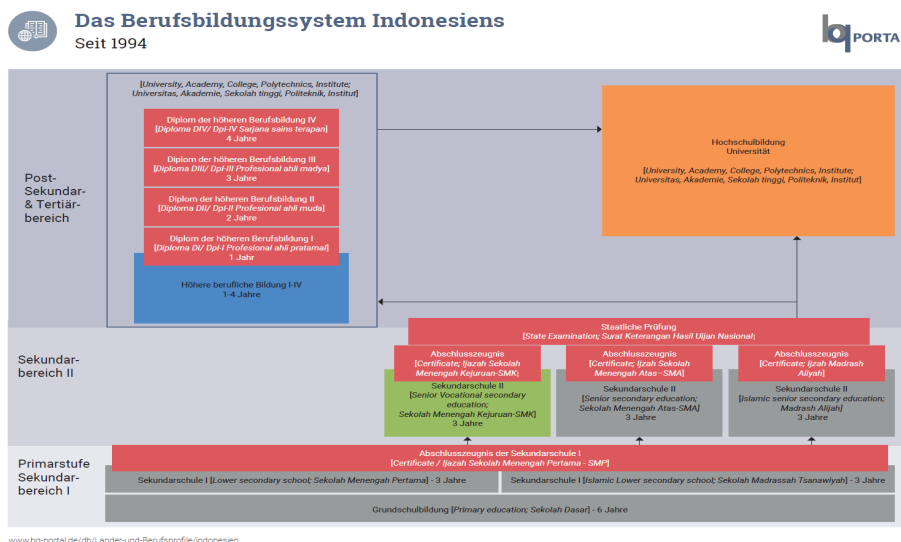 Das Berufsbildungssystem Indonesiens
Seit 1994
bq PORTA
[University, Academy, College, Polytechnics, Institute;
Universitas, Akademie, Sekolah tinggi, Politeknik, Institut]
Diplom der höheren Berufsbildung IV
[Diploma DIV/ Dpl-IV Sarjana sains terapan]
4 Jahre
Diplom der höheren Berufsbildung III
[Diploma DIII/ Dpl-III Profesional ahli madya]
3 Jahre
Diplom der höheren Berufsbildung II
[Diploma DII/ Dpl-II Profesional ahli muda]
2 Jahre
Diplom der höheren Berufsbildung I
[Diploma DI/ Dpl-I Profesional ahli pratamal]
1 Jahr
Höhere berufliche Bildung I-IV
1-4 Jahre
Hochschulbildung
Universität
[University, Academy, College, Polytechnics, Institute;
Universitas, Akademie, Sekolah tinggi, Politeknik, Institut]
Post-
Sekundar-
& Tertiär-
bereich
Staatliche Prüfung
[State Examination; Surat Keterangan Hasil Uijan Nasional;
Sekundar-
bereich II
Abschlusszeugnis
[Certificate; Ijazah Sekolah
Menengah Kejuruan-SMK;
Sekundarschule II
[Senior Vocational secondary
education;
Sekolah Menengah Kejuruan-SMK]
3 Jahre
Abschlusszeugnis
[Certificate; Ijzah Sekolah
Menengah Atas–SMA]
Sekundarschule II
[Senior secondary education;
Sekolah Menengah Atas-SMA]
3 Jahre
Abschlusszeugnis
[Certificate; Ijzah Madrash
Aliyah]
Sekundarschule II
[Islamic senior secondary education;
Madrash Alijah]
3 Jahre
Primarstufe
Sekundar-
bereich I
Abschlusszeugnis der Sekundarschule I
[Certificate / Ijazah Sekolah Menengah Pertama - SMP]
Sekundarschule I [Lower secondary school; Sekolah Menengah Pertama] - 3 Jahre
Sekundarschule I [Islamic Lower secondary school; Sekolah Madrassah Tsanawiyah] - 3 Jahre
Grundschulbildung [Primary education; Sekolah Dasar] - 6 Jahre
www.bq-portal.de/db/Lander-und-Berufsprofile/indonesien